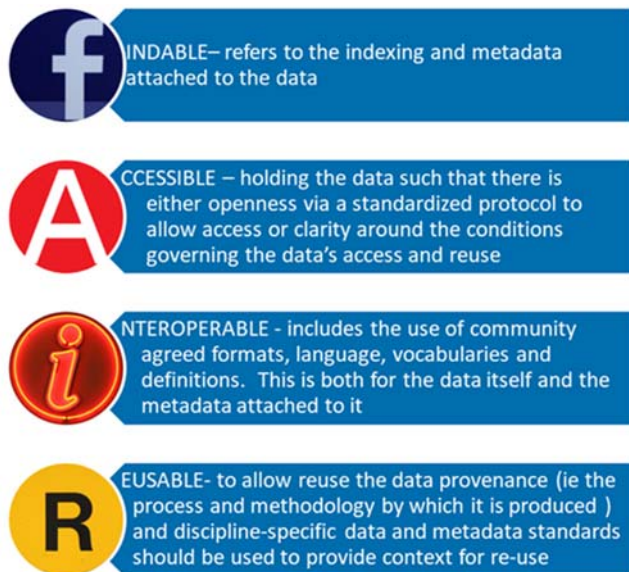 fINDABLE– refers to the indexing and metadata
attached to the data
ACCESSIBLE – holding the data such that there is
either openness via a standardized protocol to
allow access or clarity around the conditions
governing the data's access and reuse
iNTEROPERABLE - includes the use of community
agreed formats, language, vocabularies and
definitions.  This is both for the data itself and the
metadata attached to it
REUSABLE- to allow reuse the data provenance (ie the
process and methodology by which it is produced )
and discipline-specific data and metadata standards
should be used to provide context for re-use